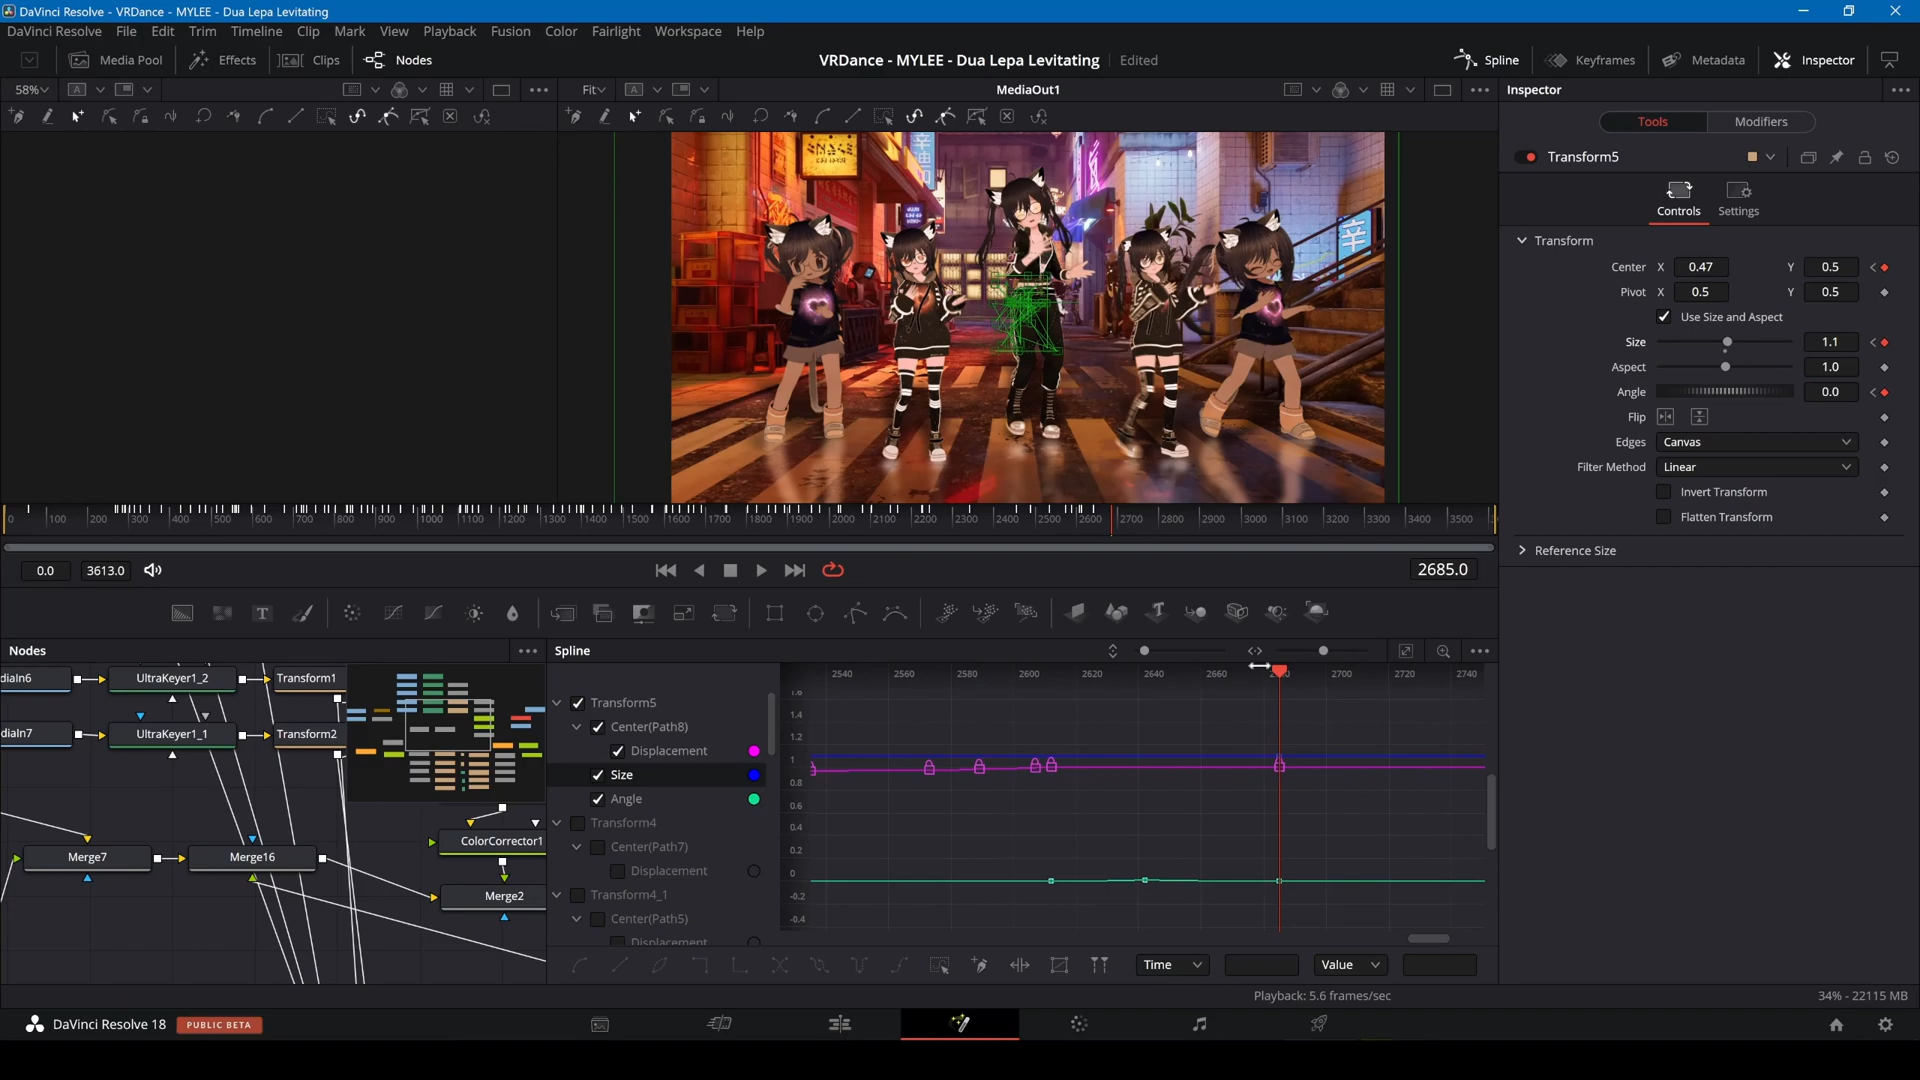 DaVinci Resolve - VRDance - MYLEE - Dua Lepa Levitating
DaVinci Resolve File Edit Trim Timeline Clip Mark View Playback Fusion Color Fairlight Workspace Help
Media Pool Effects Clips Nodes VRDance - MYLEE - Dua Lepa Levitating Edited Spline Keyframes Metadata Inspector
58% A Fit A MediaOut1 Inspector
Tools Modifiers
Transform5
Controls Settings
Transform
Center X 0.47 Y 0.5
Pivot X 0.5 Y 0.5
Use Size and Aspect
Size 1.1
Aspect 1.0
Angle 0.0
Flip
Edges Canvas
Filter Method Linear
Invert Transform
Flatten Transform
Reference Size
辛
0 100 200 300 400 500 600 700 800 900 1000 1100 1200 1300 1400 1500 1600 1700 1800 1900 2000 2100 2200 2300 2400 2500 2600 2700 2800 2900 3000 3100 3200 3300 3400 3500
0.0 3613.0 2685.0
Nodes
diaIn6 UltraKeyer1_2 Transform1
diaIn7 UltraKeyer1_1 Transform2
Merge7 Merge16 ColorCorrector1
Merge2
Spline
2540 2560 2580 2600 2620 2640 2660 2700 2720 2740
Transform5
Center(Path8)
Displacement
Size
Angle
Transform4
Center(Path7)
Displacement
Transform4_1
Center(Path5)
Displacement
1.6
1.4
1.2
1
0.8
0.6
0.4
0.2
0
-0.2
-0.4
Time Value
Playback: 5.6 frames/sec 34% - 22115 MB
DaVinci Resolve 18 PUBLIC BETA